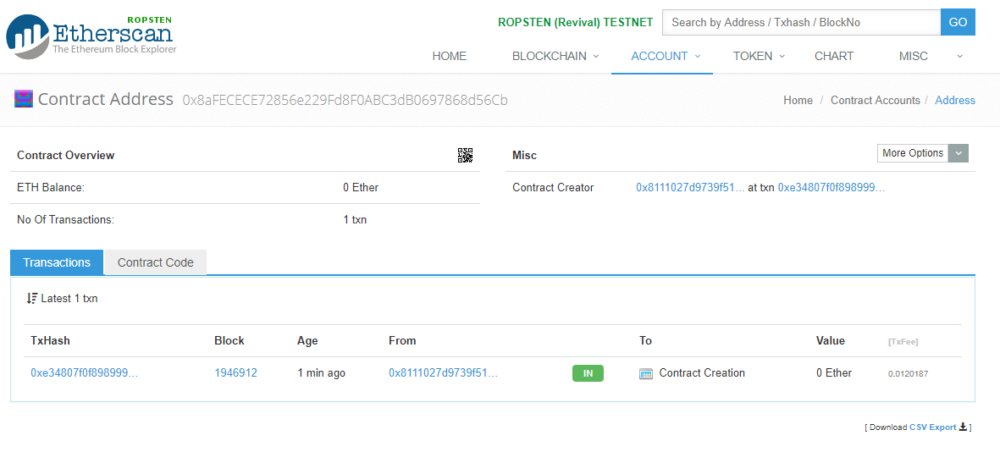 ROPSTEN
Etherscan
The Ethereum Block Explorer
ROPSTEN (Revival) TESTNET
Search by Address / Txhash / BlockNo
GO
HOME BLOCKCHAIN ACCOUNT TOKEN CHART MISC
Contract Address 0x8aFECECE72856e229Fd8F0ABC3dB0697868d56Cb
Home / Contract Accounts / Address
Contract Overview
ETH Balance: 0 Ether
No Of Transactions: 1 txn
Misc
More Options
Contract Creator 0x8111027d9739f51... at txn 0xe34807f0f898999...
Transactions Contract Code
Latest 1 txn
TxHash Block Age From To Value [TxFee]
0xe34807f0f898999... 1946912 1 min ago 0x8111027d9739f51... IN Contract Creation 0 Ether 0.0120187
[ Download CSV Export ]